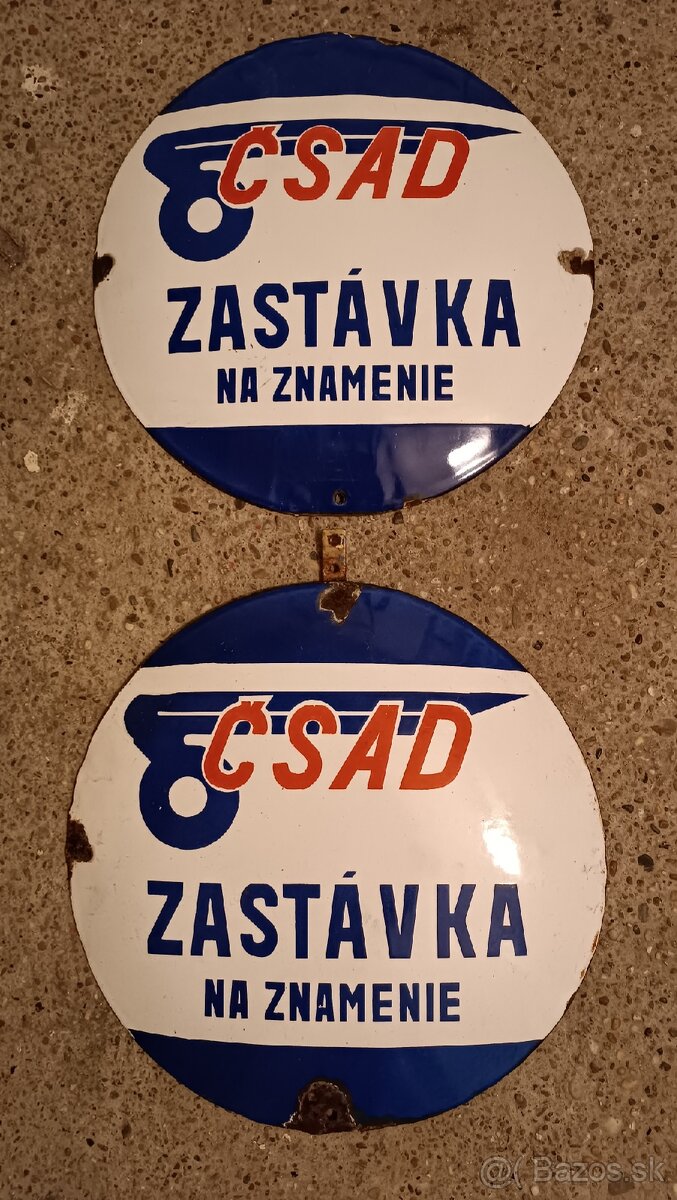 ČSAD
ZASTÁVKA
NA ZNAMENIE
ČSAD
ZASTÁVKA
NA ZNAMENIE
@( Bazos.sk